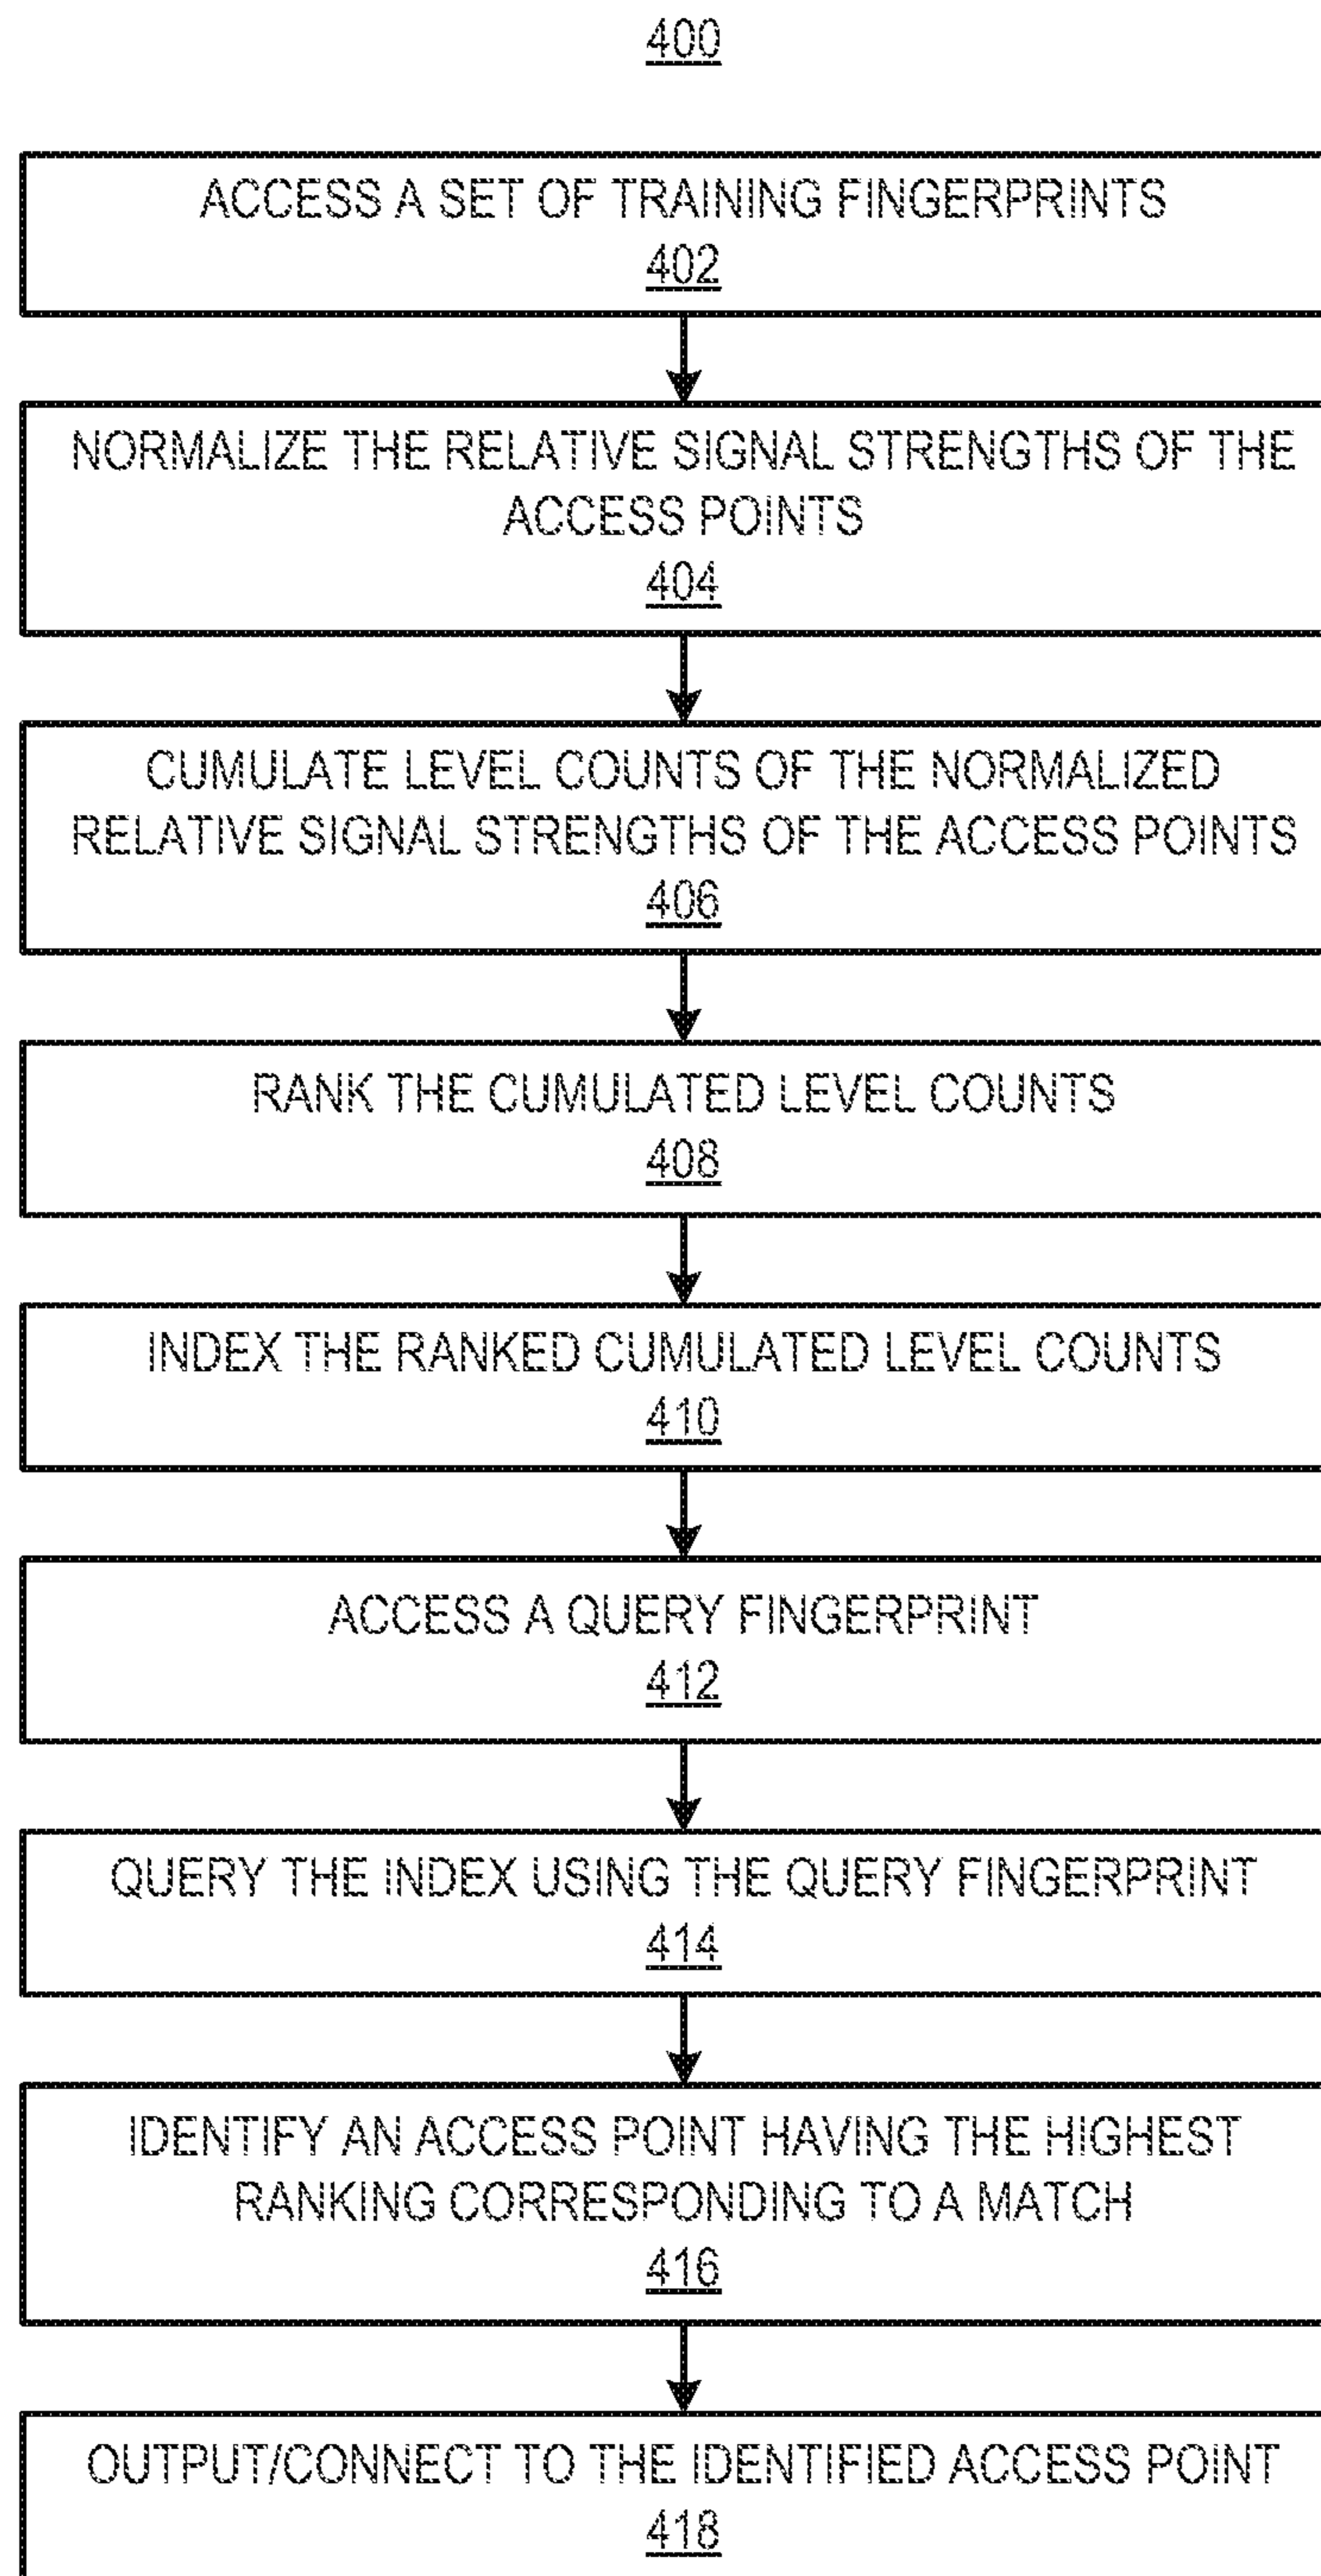 400
ACCESS A SET OF TRAINING FINGERPRINTS
402
NORMALIZE THE RELATIVE SIGNAL STRENGTHS OF THE
ACCESS POINTS
404
CUMULATE LEVEL COUNTS OF THE NORMALIZED
RELATIVE SIGNAL STRENGTHS OF THE ACCESS POINTS
406
RANK THE CUMULATED LEVEL COUNTS
408
INDEX THE RANKED CUMULATED LEVEL COUNTS
410
ACCESS A QUERY FINGERPRINT
412
QUERY THE INDEX USING THE QUERY FINGERPRINT
414
IDENTIFY AN ACCESS POINT HAVING THE HIGHEST
RANKING CORRESPONDING TO A MATCH
416
OUTPUT/CONNECT TO THE IDENTIFIED ACCESS POINT
418